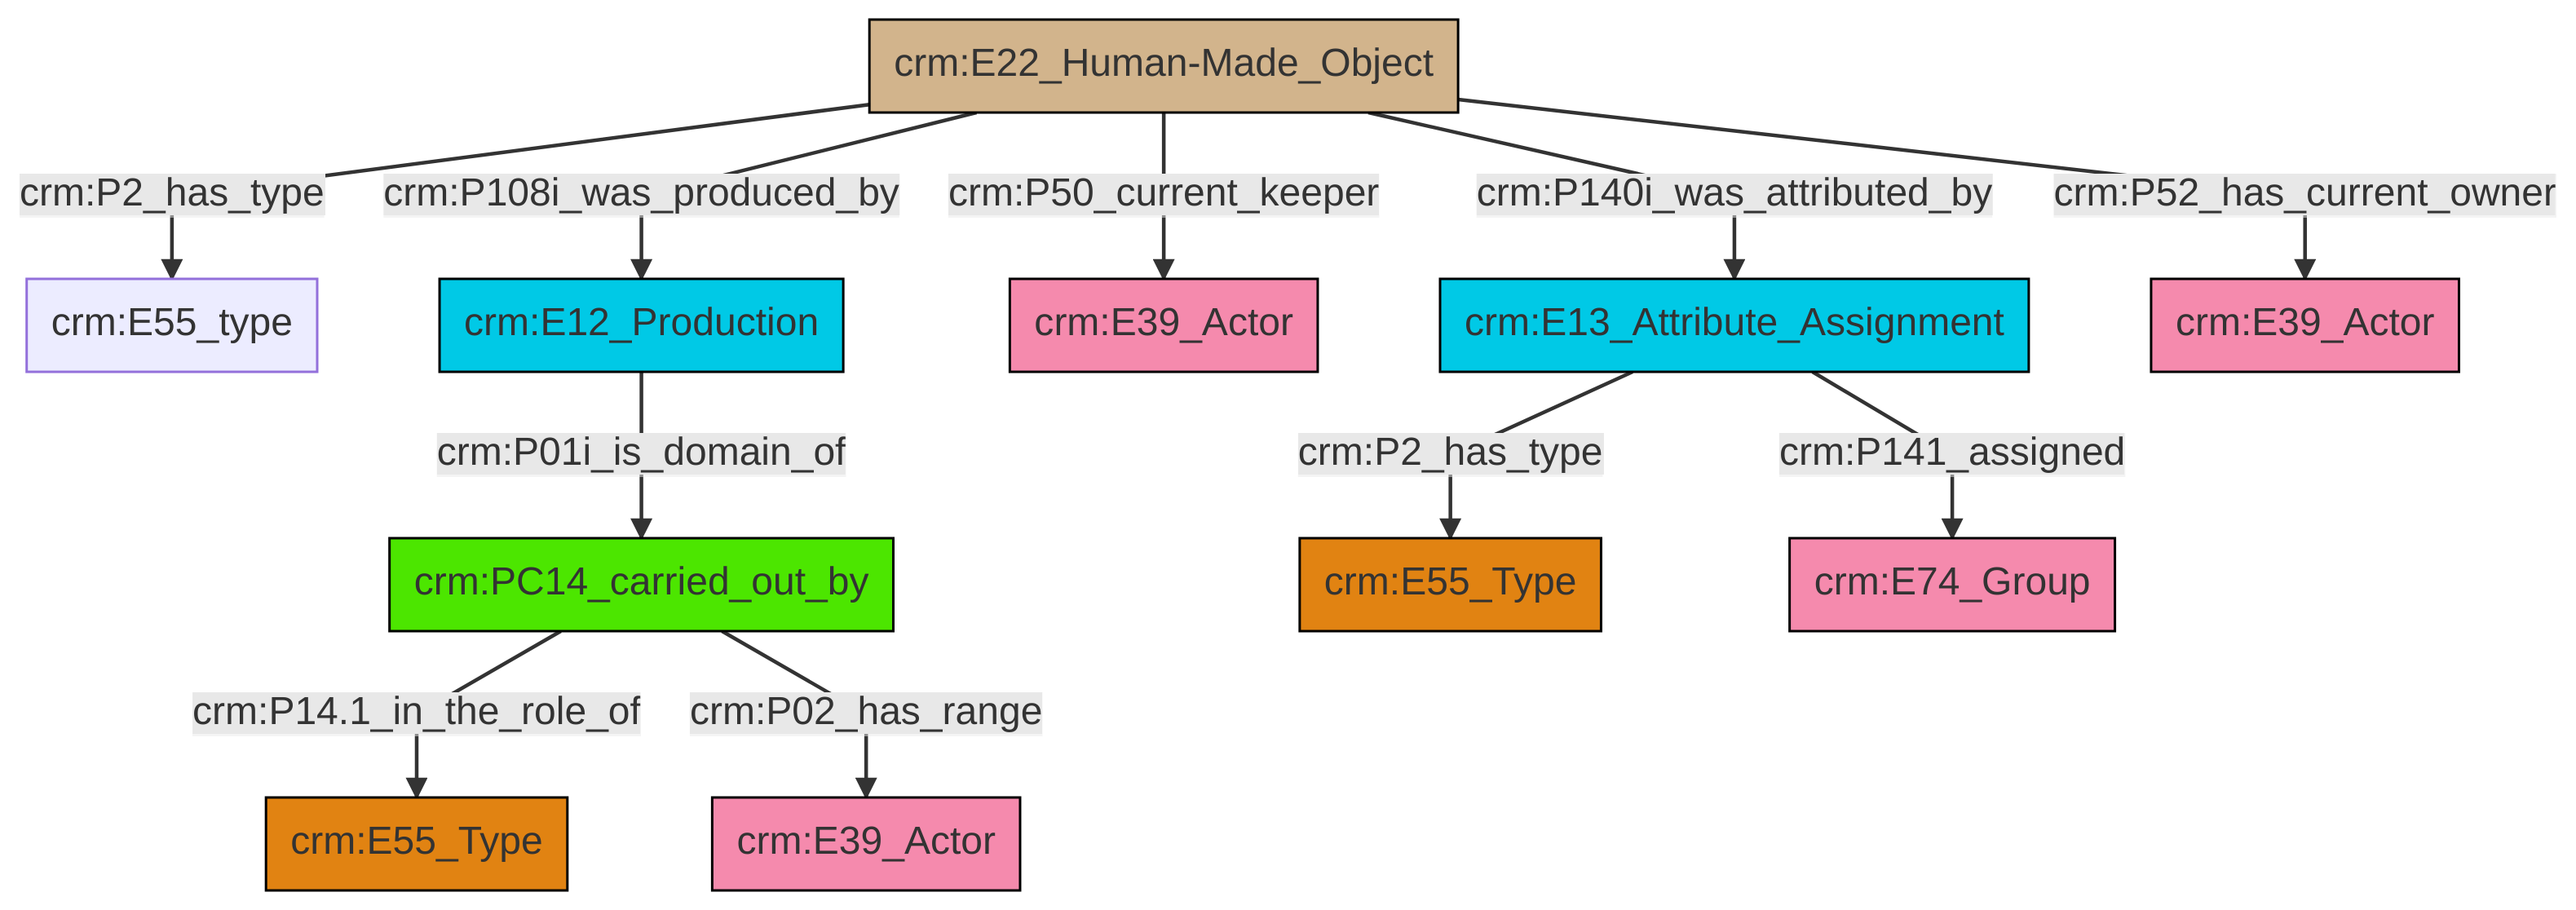 crm:E22_Human-Made_Object
crm:P2_has_type
crm:P108i_was_produced_by
crm:P50_current_keeper
crm:P140i_was_attributed_by
crm:P52_has_current_owner
crm:E55_type
crm:E12_Production
crm:E39_Actor
crm:E13_Attribute_Assignment
crm:E39_Actor
crm:P01i_is_domain_of
crm:P2_has_type
crm:P141_assigned
crm:PC14_carried_out_by
crm:E55_Type
crm:E74_Group
crm:P14.1_in_the_role_of
crm:P02_has_range
crm:E55_Type
crm:E39_Actor